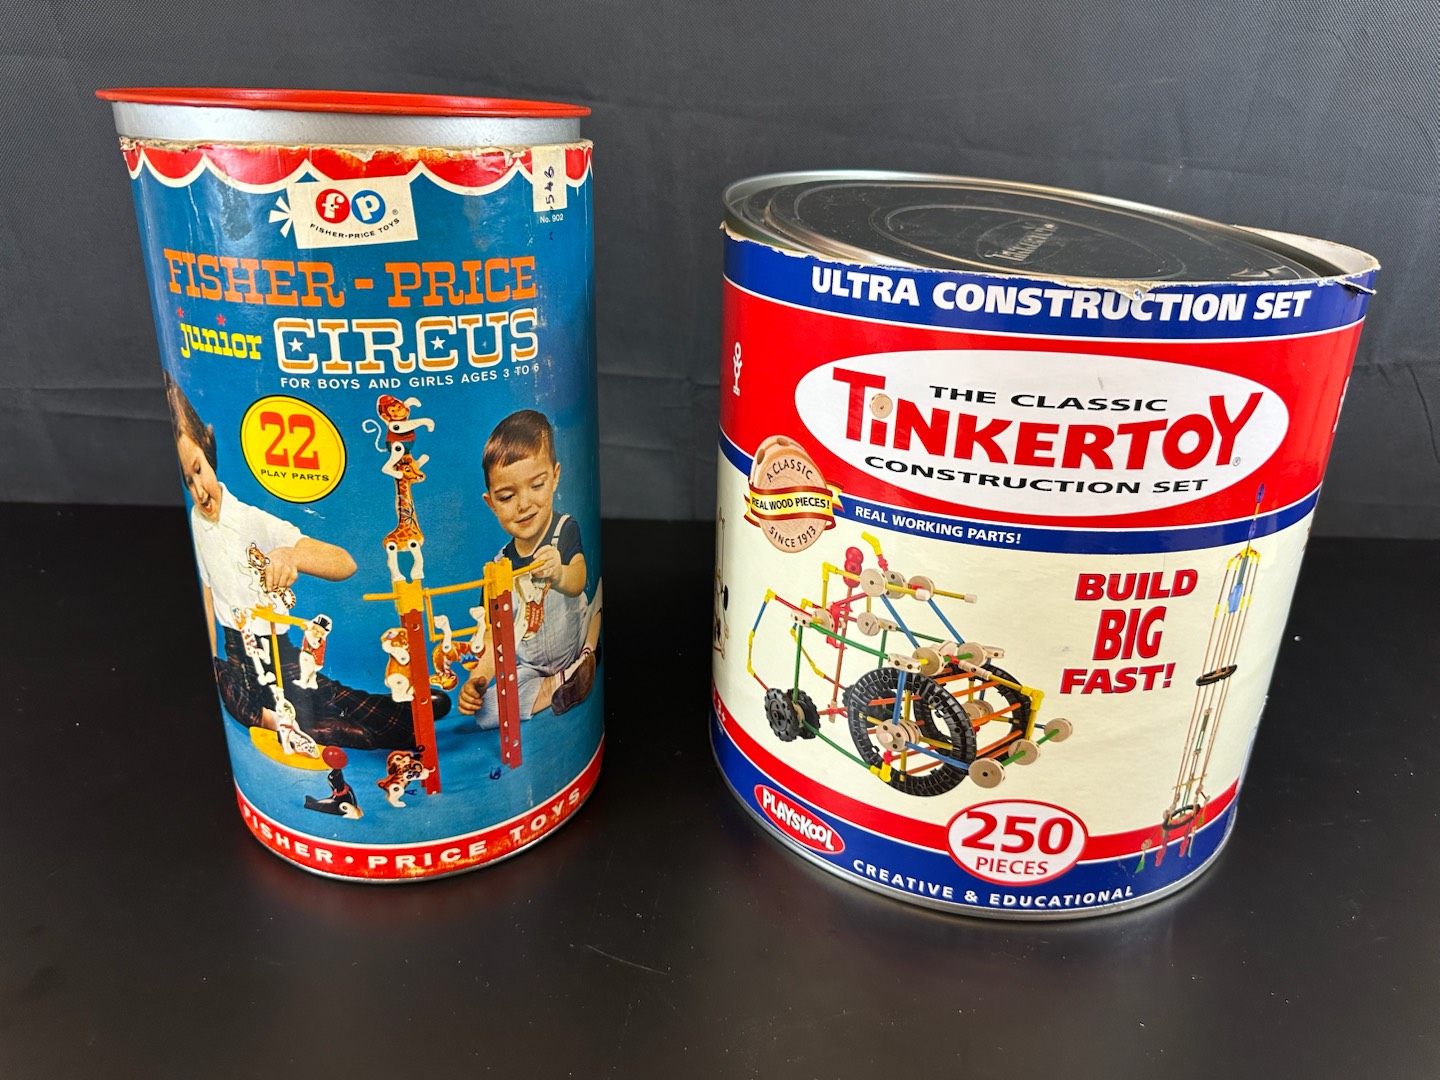 fp
FISHER-PRICE TOYS®
546
No. 902
FISHER-PRICE
junior CIRCUS
FOR BOYS AND GIRLS AGES 3 TO 6
22
PLAY PARTS
FISHER • PRICE TOYS
ULTRA CONSTRUCTION SET
THE CLASSIC
TINKERTOY®
CONSTRUCTION SET
A CLASSIC
REAL WOOD PIECES!
SINCE 1913
REAL WORKING PARTS!
BUILD
BIG
FAST!
PLAYSKOOL
250
PIECES
CREATIVE & EDUCATIONAL